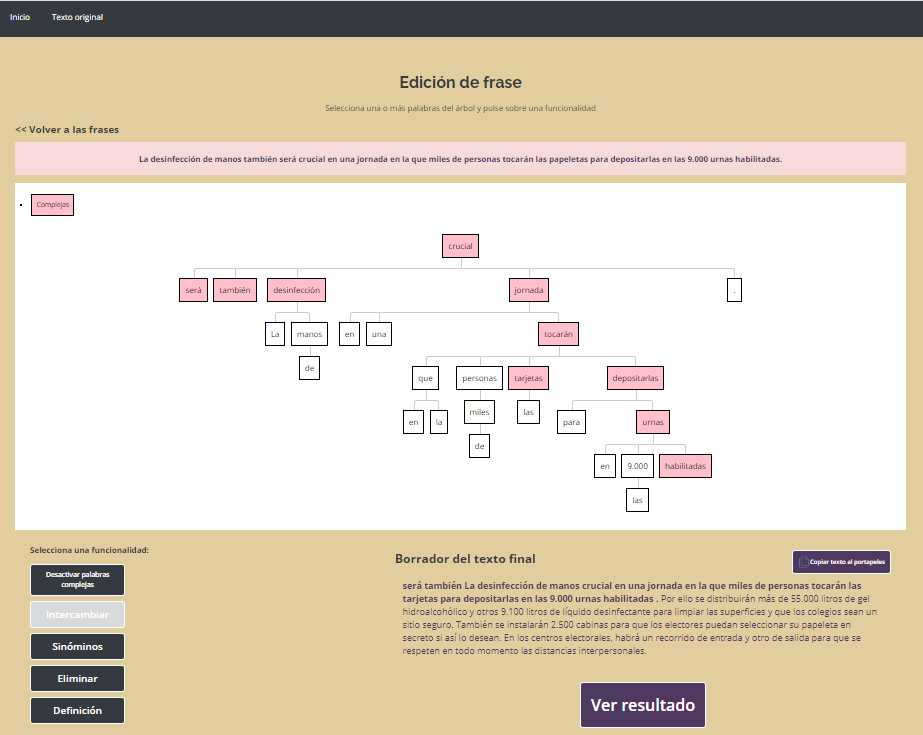 Inicio Texto original
Edición de frase
Selecciona una o más palabras del árbol y pulse sobre una funcionalidad
<< Volver a las frases
La desinfección de manos también será crucial en una jornada en la que miles de personas tocarán las papeletas para depositarlas en las 9.000 urnas habilitadas.
Complejas
crucial
será también desinfección jornada .
La manos en una tocarán
de que personas tarjetas depositarlas
en la miles las para urnas
de en 9.000 habilitadas
las
Selecciona una funcionalidad:
Desactivar palabras
complejas
Intercambiar
Sinóminos
Eliminar
Definición
Borrador del texto final
Copiar texto al portapeles
será también La desinfección de manos crucial en una jornada en la que miles de personas tocarán las
tarjetas para depositarlas en las 9.000 urnas habilitadas . Por ello se distribuirán más de 55.000 litros de gel
hidroalcohólico y otros 9.100 litros de líquido desinfectante para limpiar las superficies y que los colegios sean un
sitio seguro. También se instalarán 2.500 cabinas para que los electores puedan seleccionar su papeleta en
secreto si así lo desean. En los centros electorales, habrá un recorrido de entrada y otro de salida para que se
respeten en todo momento las distancias interpersonales.
Ver resultado